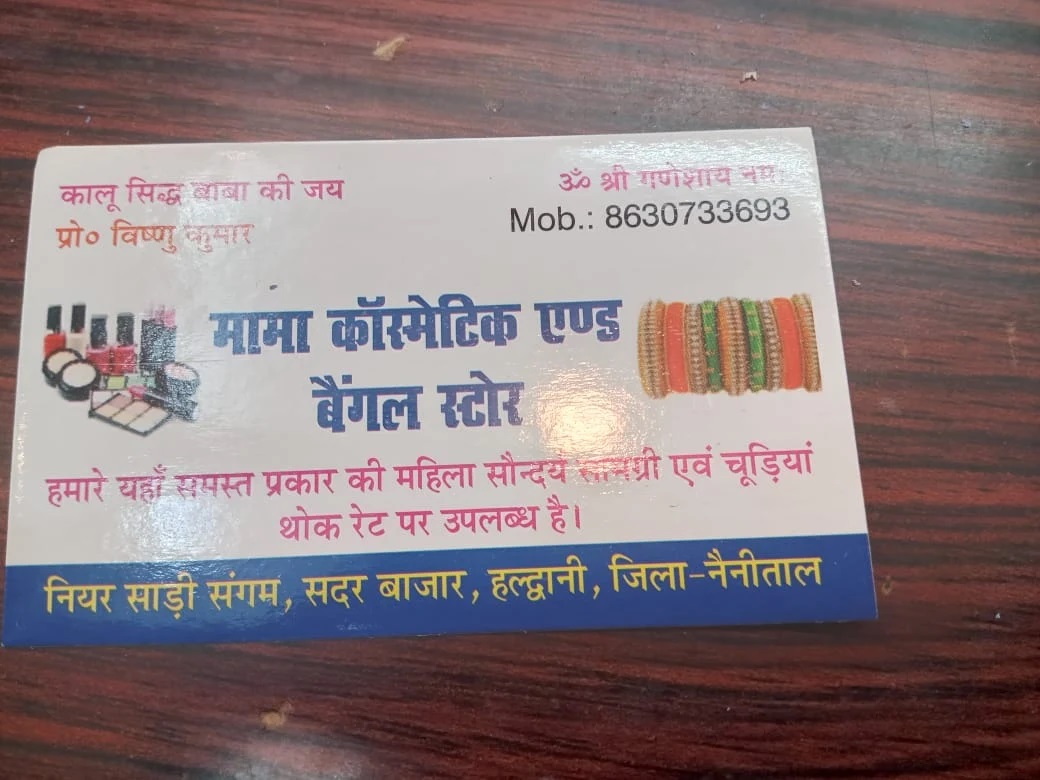 कालू सिद्ध बाबा की जय
ॐ श्री गणेशाय नमः
प्रो० विष्णु कुमार
Mob.: 8630733693
मामा कॉस्मेटिक एण्ड
बैंगल स्टोर
हमारे यहाँ समस्त प्रकार की महिला सौन्दर्य सामग्री एवं चूड़ियां
थोक रेट पर उपलब्ध है।
नियर साड़ी संगम, सदर बाजार, हल्द्वानी, जिला-नैनीताल